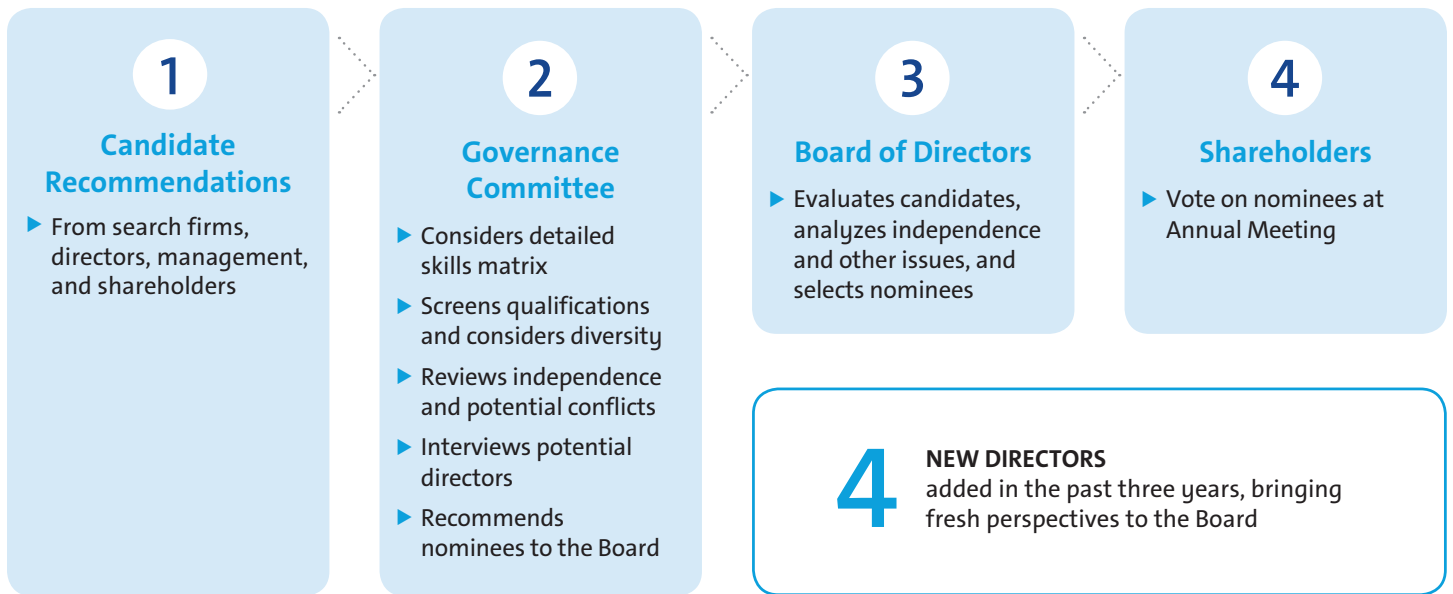 1
Candidate
Recommendations
▶ From search firms,
directors, management,
and shareholders
2
Governance
Committee
▶ Considers detailed
skills matrix
▶ Screens qualifications
and considers diversity
▶ Reviews independence
and potential conflicts
▶ Interviews potential
directors
▶ Recommends
nominees to the Board
3
Board of Directors
▶ Evaluates candidates,
analyzes independence
and other issues, and
selects nominees
4
Shareholders
▶ Vote on nominees at
Annual Meeting
4
NEW DIRECTORS
added in the past three years, bringing
fresh perspectives to the Board